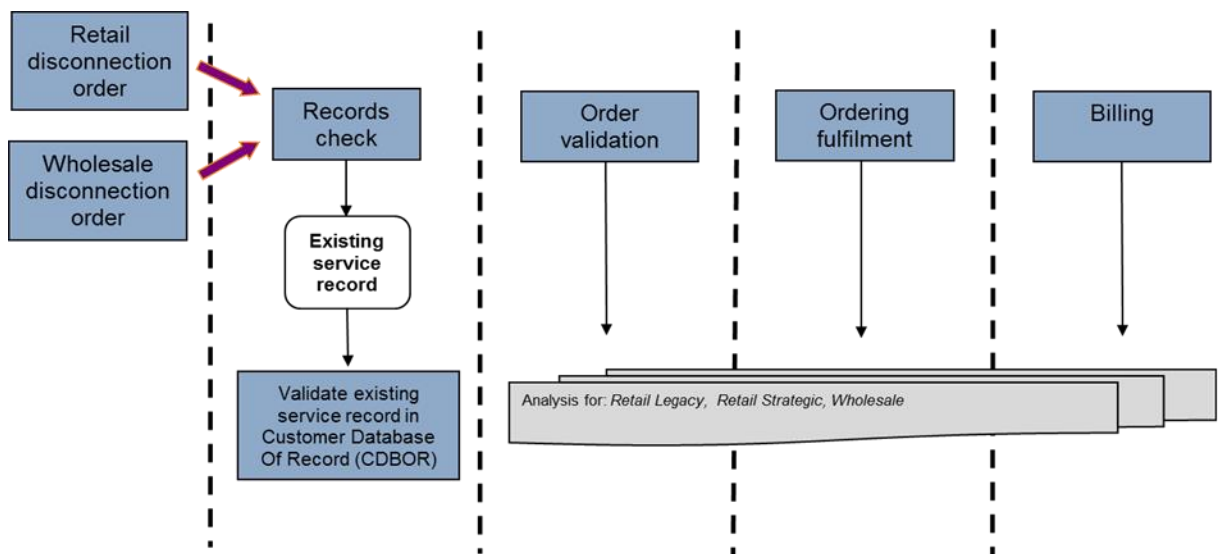 Retail
disconnection
order
Wholesale
disconnection
order
Records
check
Existing
service
record
Validate existing
service record in
Customer Database
Of Record (CDBOR)
Order
validation
Ordering
fulfilment
Billing
Analysis for: Retail Legacy, Retail Strategic, Wholesale